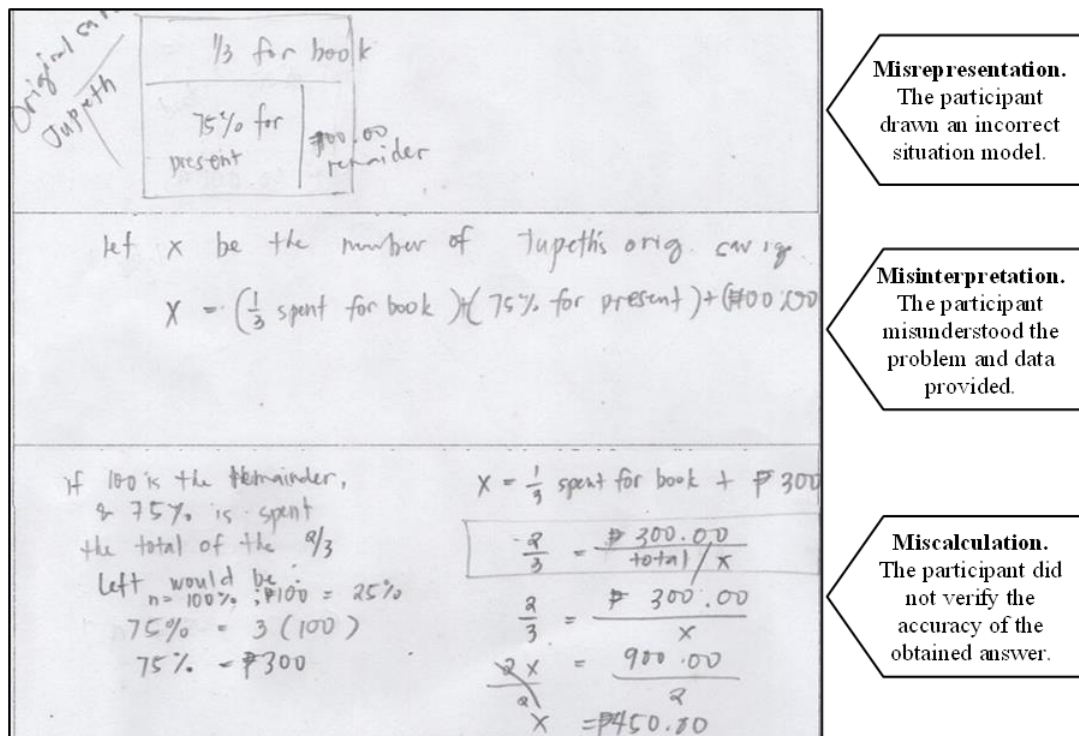 Original
Jupeth
1/3 for book
75% for
present
₱100.00
remaider
Misrepresentation.
The participant
drawn an incorrect
situation model.
let x be the number of Jupeth's orig. savig
X = (1/3 spent for book)+(75% for present)+(₱100.00
Misinterpretation.
The participant
misunderstood the
problem and data
provided.
if 100 is the Remainder,
& 75% is spent
the total of the 2/3
Left would be
n=100% ; ₱100 = 25%
75% = 3 (100)
75% = ₱300
X = 1/3 spent for book + ₱300
2/3 = ₱300.00 / total/x
2/3 = ₱300.00 / x
2x / 2 = 900.00 / 2
X = ₱450.00
Miscalculation.
The participant did
not verify the
accuracy of the
obtained answer.